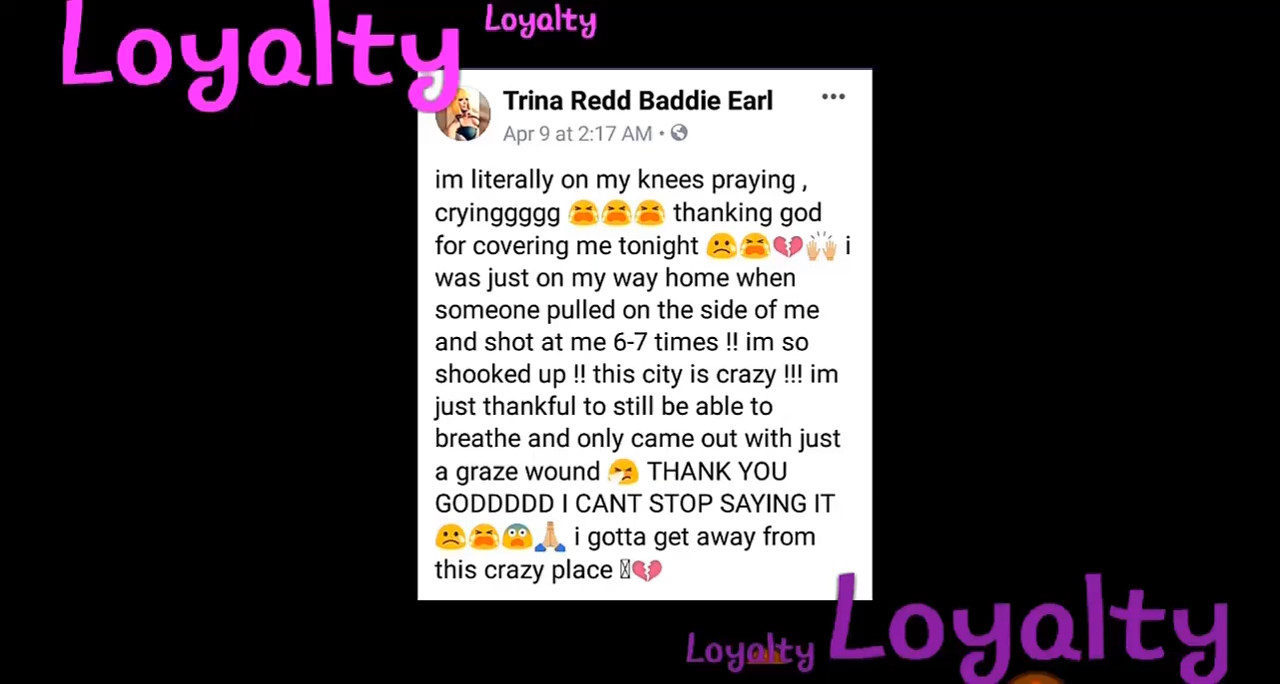 Loyalty
Loyalty
Trina Redd Baddie Earl
Apr 9 at 2:17 AM •
im literally on my knees praying ,
cryinggggg 😫😫😫 thanking god
for covering me tonight 😢😫💔🙌🏼 i
was just on my way home when
someone pulled on the side of me
and shot at me 6-7 times !! im so
shooked up !! this city is crazy !!! im
just thankful to still be able to
breathe and only came out with just
a graze wound 🤧 THANK YOU
GODDDDD I CANT STOP SAYING IT
😢😫😨🙏🏼 i gotta get away from
this crazy place 💔
Loyalty
Loyalty